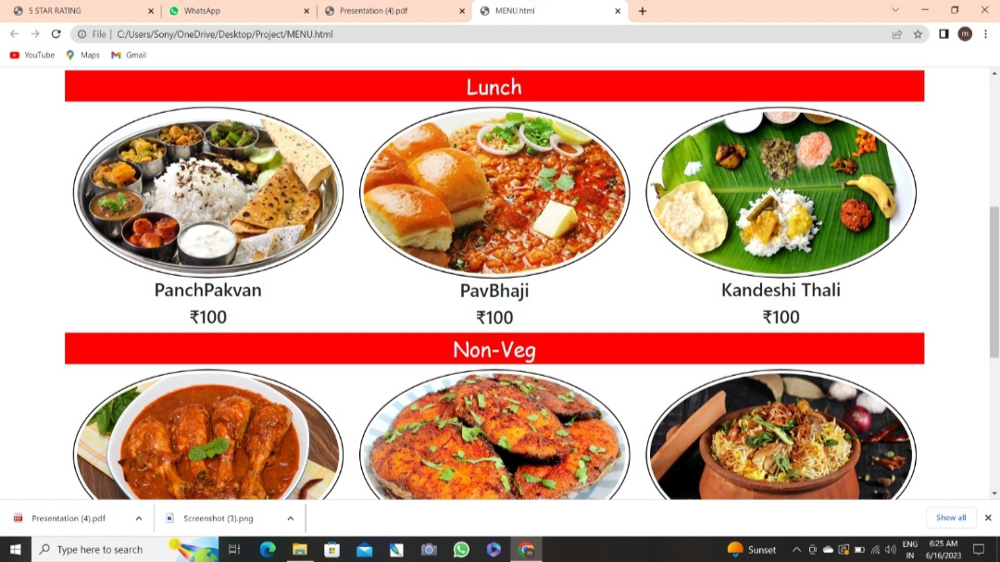 5 STAR RATING
WhatsApp
Presentation (4).pdf
MENU.html
File | C:/Users/Sony/OneDrive/Desktop/Project/MENU.html
m
YouTube
Maps
Gmail
Lunch
PanchPakvan
PavBhaji
Kandeshi Thali
₹100
₹100
₹100
Non-Veg
Presentation (4).pdf
Screenshot (3).png
Show all
Type here to search
Sunset
ENG
IN
6:25 AM
6/16/2023